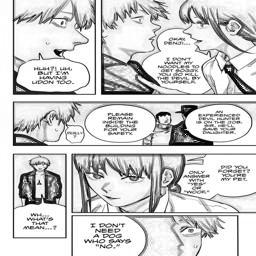 OKAY,
DENJI...
I DON'T
WANT MY
NOODLES TO
GET SOGGY.
YOU GO KILL
THE DEVIL BY
YOURSELF.
HUH?! UH,
BUT I'M
HAVING
UDON TOO.
AN
EXPERIENCED
DEVIL HUNTER
IS ON THE JOB.
SIR, WE'LL
SAVE YOUR
DAUGHTER.
PLEASE
REMAIN
INSIDE THE
BUILDING
FOR YOUR
SAFETY.
DID YOU
FORGET?
YOU'RE
MY PET.
ONLY
ANSWER
WITH
"YES"
OR
"WOOF."
WH...
WHAT'S
THAT
MEAN...?
I DON'T
NEED
A DOG
WHO SAYS
"NO."